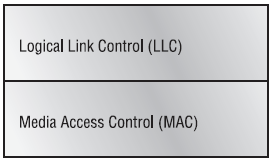 Logical Link Control (LLC)
Media Access Control (MAC)